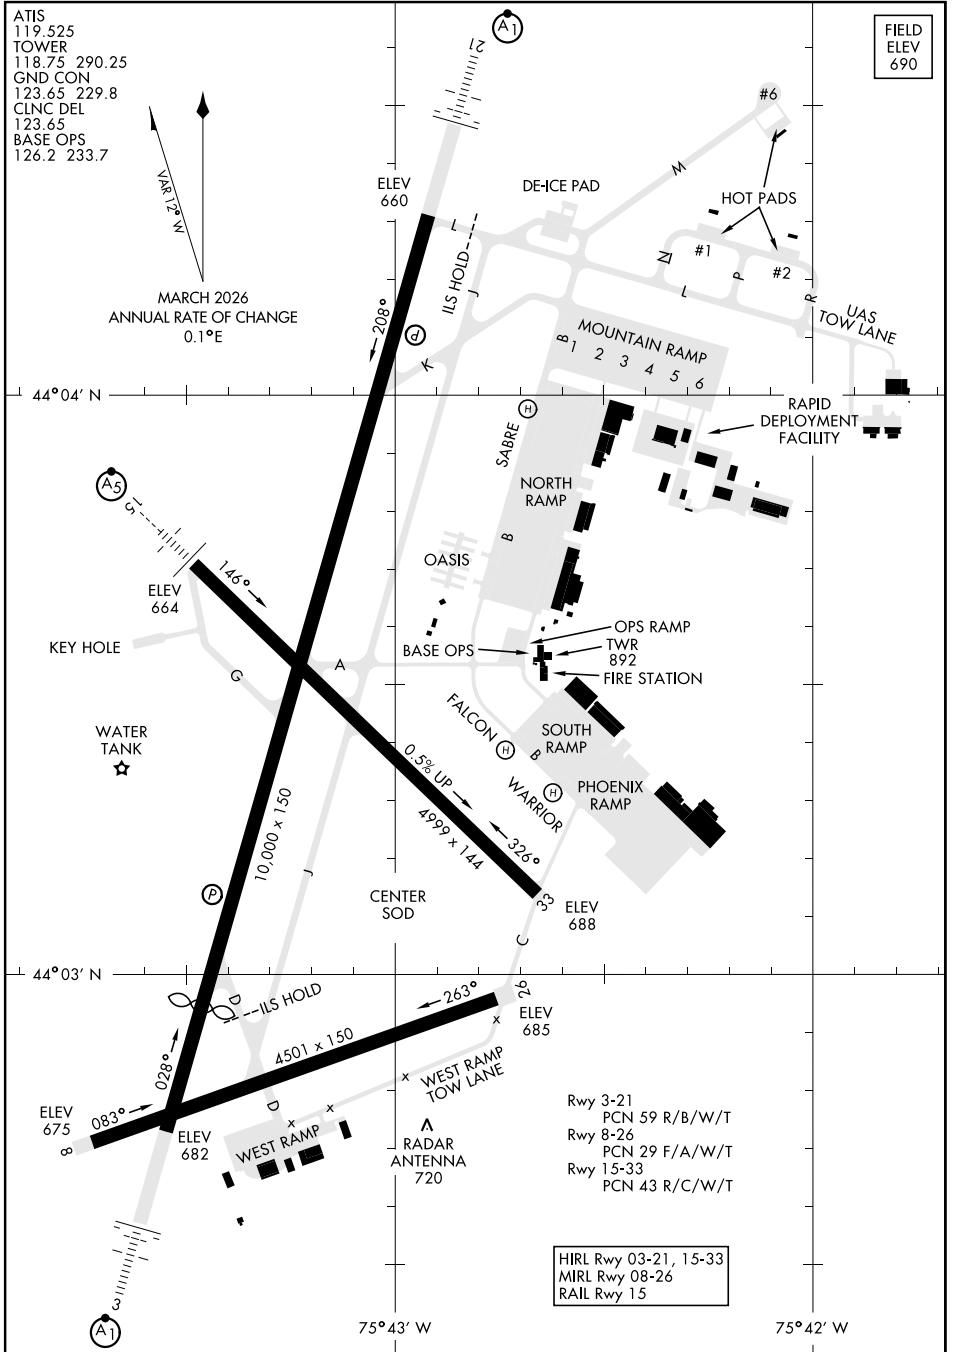 ATIS
119.525
TOWER
118.75 290.25
GND CON
123.65 229.8
CLNC DEL
123.65
BASE OPS
126.2 233.7
A1
21
FIELD
ELEV
690
VAR 12° W
MARCH 2026
ANNUAL RATE OF CHANGE
0.1°E
ELEV
660
DE-ICE PAD
#6
M
HOT PADS
L
ILS HOLD
J
N
#1
P
#2
L
R
UAS
TOW LANE
208°
P
K
B
MOUNTAIN RAMP
1 2 3 4 5 6
44°04' N
SABRE
H
RAPID
DEPLOYMENT
FACILITY
A5
15
NORTH
RAMP
B
OASIS
146°
ELEV
664
KEY HOLE
G
A
BASE OPS
OPS RAMP
TWR
892
FIRE STATION
WATER
TANK
FALCON
H
B
SOUTH
RAMP
WARRIOR
H
PHOENIX
RAMP
0.5% UP
4999 x 144
326°
10,000 x 150
J
P
33
ELEV
688
CENTER
SOD
C
44°03' N
D
ILS HOLD
263°
26
ELEV
685
4501 x 150
028°
083°
ELEV
675
8
ELEV
682
D
x
x
x
x
WEST RAMP
TOW LANE
WEST RAMP
RADAR
ANTENNA
720
Rwy 3-21
PCN 59 R/B/W/T
Rwy 8-26
PCN 29 F/A/W/T
Rwy 15-33
PCN 43 R/C/W/T
HIRL Rwy 03-21, 15-33
MIRL Rwy 08-26
RAIL Rwy 15
3
A1
75°43' W
75°42' W